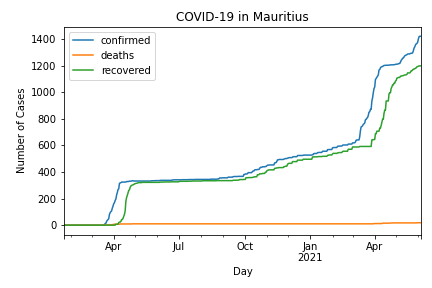 COVID-19 in Mauritius
confirmed
deaths
recovered
Number of Cases
1400
1200
1000
800
600
400
200
0
Apr
Jul
Oct
Jan
2021
Apr
Day